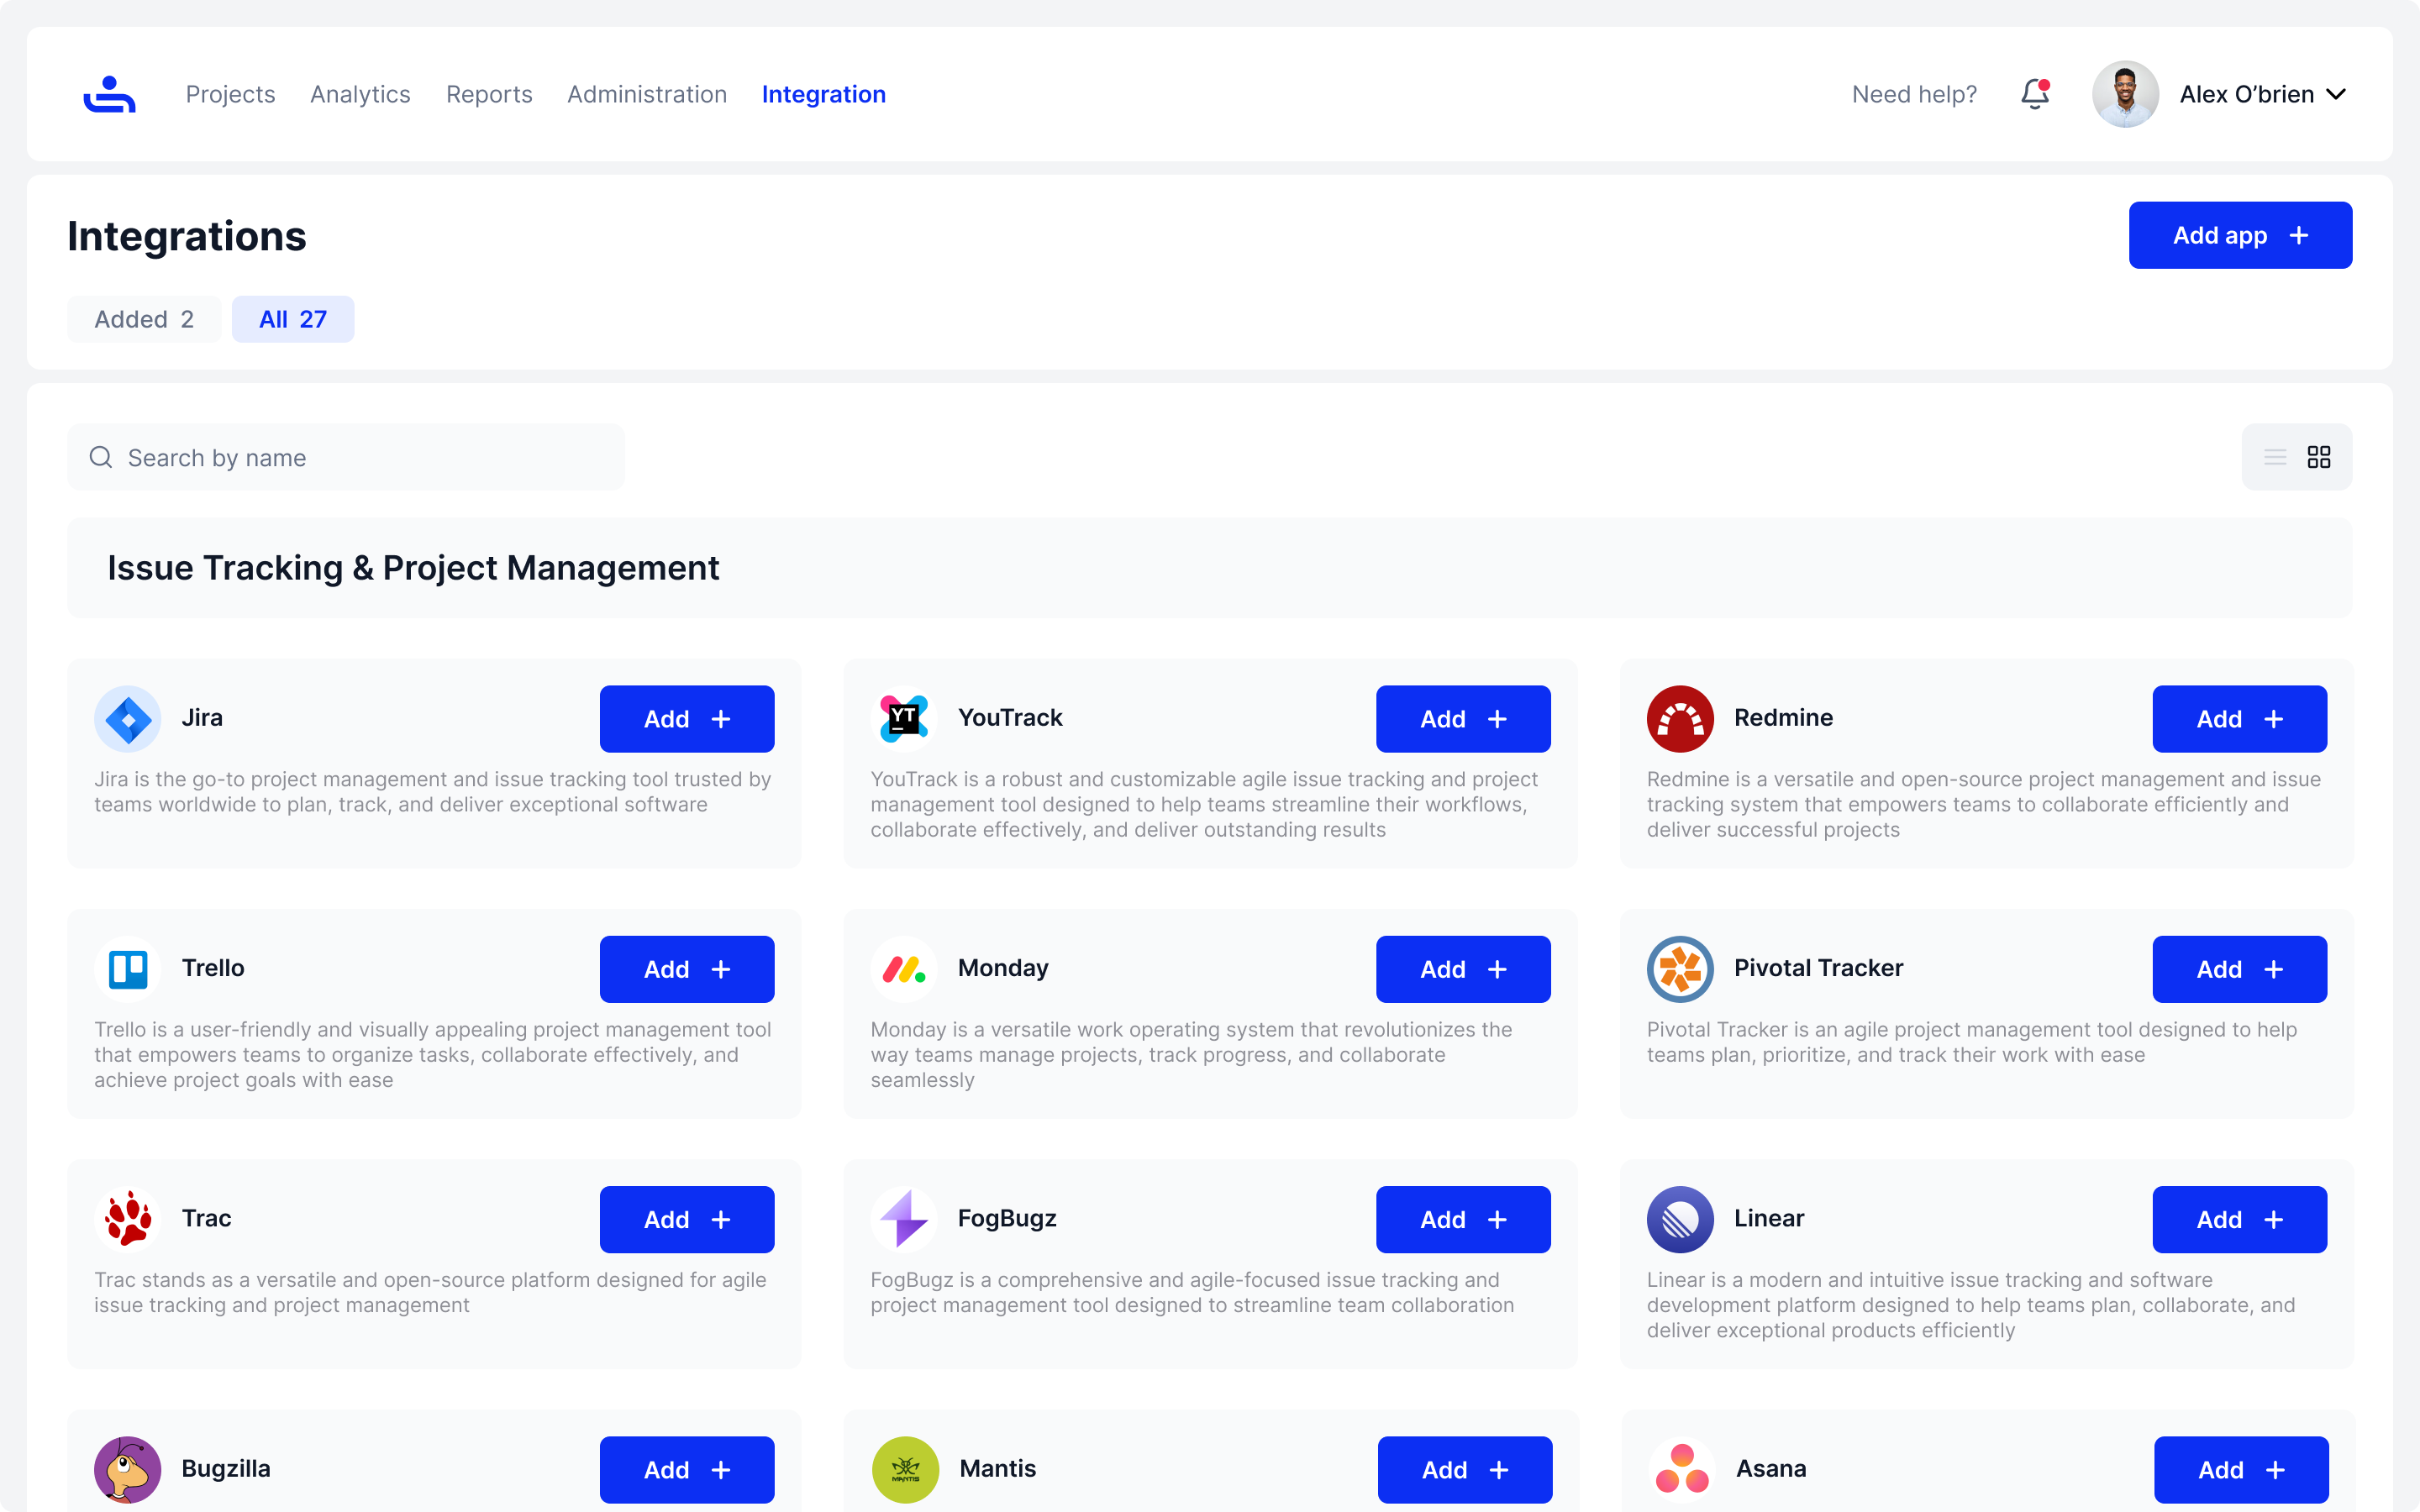 Projects Analytics Reports Administration Integration Need help? Alex O’brien
Integrations
Add app
Added 2 All 27
Search by name
Issue Tracking & Project Management
Jira
Add
Jira is the go-to project management and issue tracking tool trusted by
teams worldwide to plan, track, and deliver exceptional software
YT
YouTrack
Add
YouTrack is a robust and customizable agile issue tracking and project
management tool designed to help teams streamline their workflows,
collaborate effectively, and deliver outstanding results
Redmine
Add
Redmine is a versatile and open-source project management and issue
tracking system that empowers teams to collaborate efficiently and
deliver successful projects
Trello
Add
Trello is a user-friendly and visually appealing project management tool
that empowers teams to organize tasks, collaborate effectively, and
achieve project goals with ease
Monday
Add
Monday is a versatile work operating system that revolutionizes the
way teams manage projects, track progress, and collaborate
seamlessly
Pivotal Tracker
Add
Pivotal Tracker is an agile project management tool designed to help
teams plan, prioritize, and track their work with ease
Trac
Add
Trac stands as a versatile and open-source platform designed for agile
issue tracking and project management
FogBugz
Add
FogBugz is a comprehensive and agile-focused issue tracking and
project management tool designed to streamline team collaboration
Linear
Add
Linear is a modern and intuitive issue tracking and software
development platform designed to help teams plan, collaborate, and
deliver exceptional products efficiently
Bugzilla
Add
MANTIS
Mantis
Add
Asana
Add